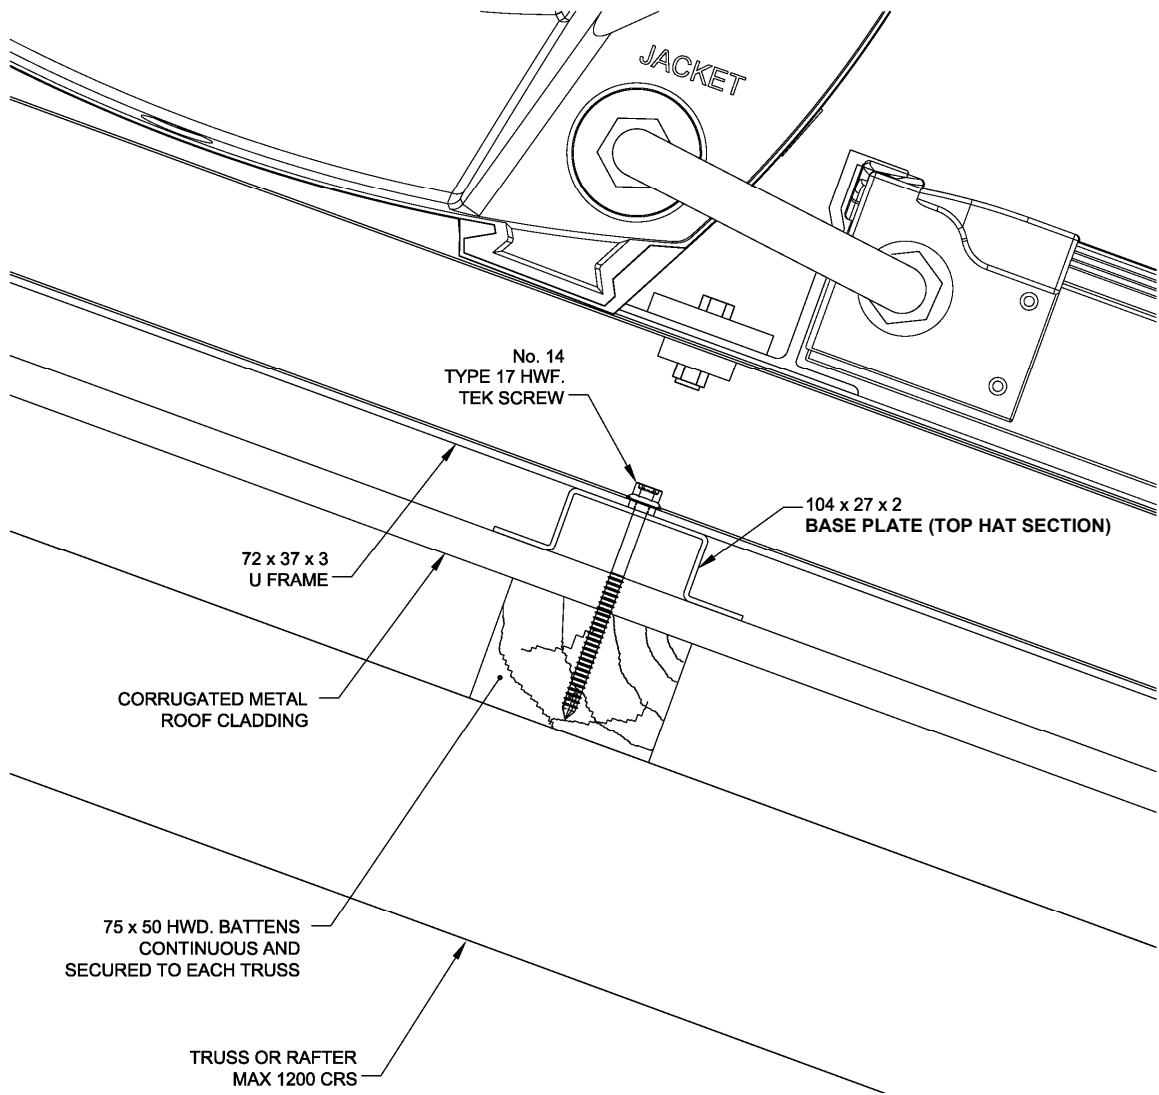 JACKET
No. 14
TYPE 17 HWF.
TEK SCREW
104 x 27 x 2
BASE PLATE (TOP HAT SECTION)
72 x 37 x 3
U FRAME
CORRUGATED METAL
ROOF CLADDING
75 x 50 HWD. BATTENS
CONTINUOUS AND
SECURED TO EACH TRUSS
TRUSS OR RAFTER
MAX 1200 CRS